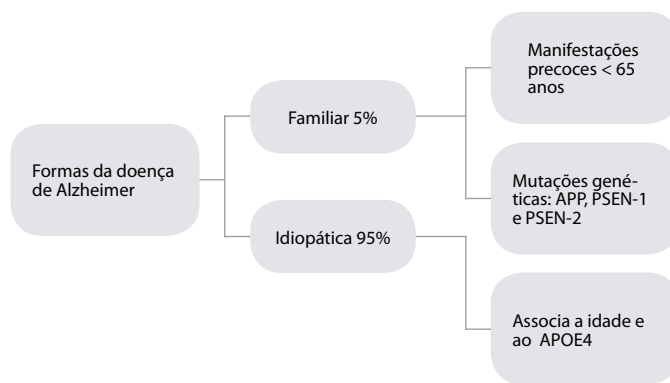 Formas da doença
de Alzheimer
Familiar 5%
Idiopática 95%
Manifestações
precoces < 65
anos
Mutações gené-
ticas: APP, PSEN-1
e PSEN-2
Associa a idade e
ao APOE4